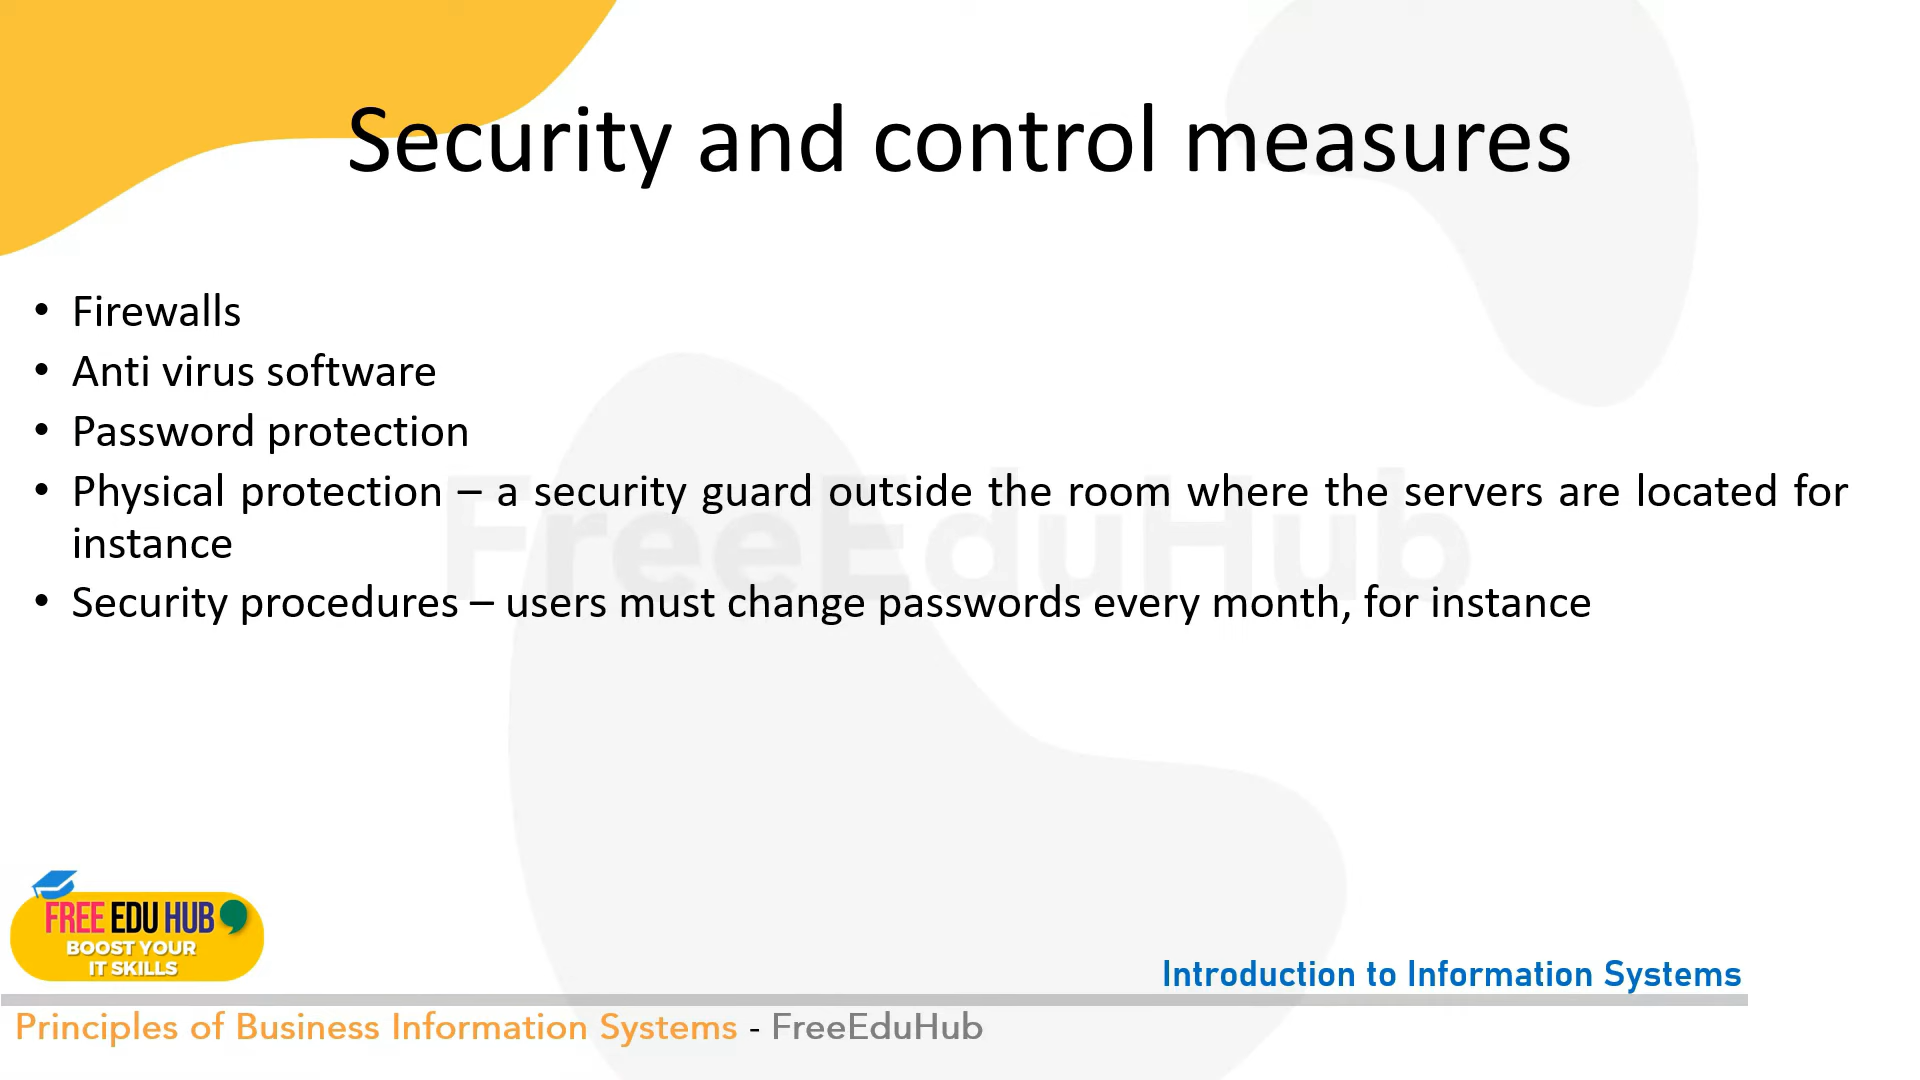 Security and control measures
• Firewalls
• Anti virus software
• Password protection
• Physical protection – a security guard outside the room where the servers are located for
instance
• Security procedures – users must change passwords every month, for instance
FreeEduHub
FREE EDU HUB
BOOST YOUR
IT SKILLS
Introduction to Information Systems
Principles of Business Information Systems - FreeEduHub